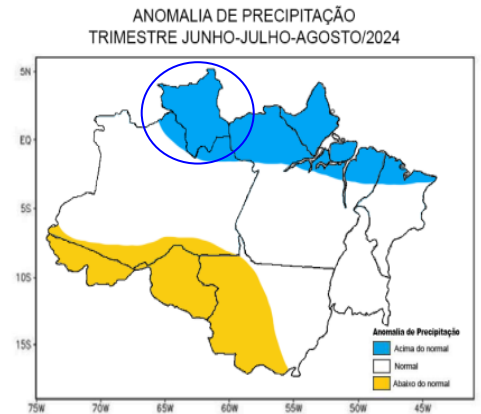 ANOMALIA DE PRECIPITAÇÃO
TRIMESTRE JUNHO-JULHO-AGOSTO/2024
5N
EQ
5S
10S
15S
Anomalia de Precipitação
Acima do normal
Normal
Abaixo do normal
75W 70W 65W 60W 55W 50W 45W